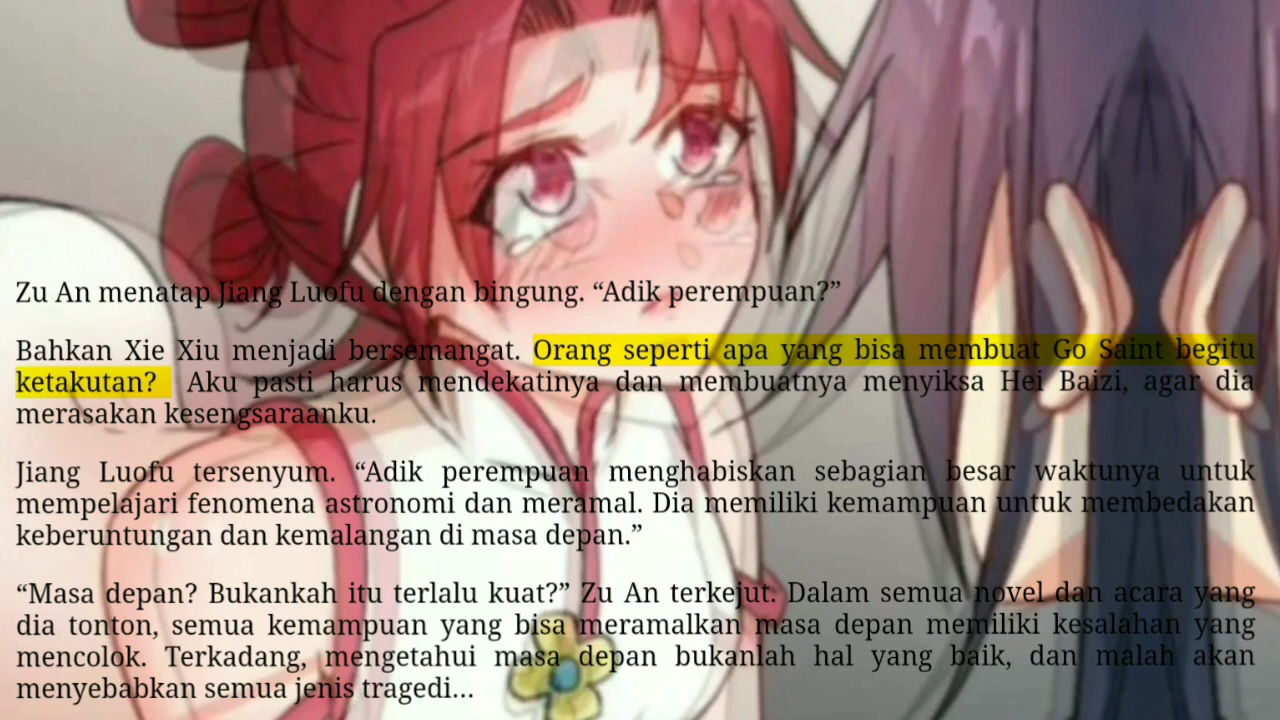 Zu An menatap Jiang Luofu dengan bingung. “Adik perempuan?”
Bahkan Xie Xiu menjadi bersemangat. Orang seperti apa yang bisa membuat Go Saint begitu
ketakutan? Aku pasti harus mendekatinya dan membuatnya menyiksa Hei Baizi, agar dia
merasakan kesengsaraanku.
Jiang Luofu tersenyum. “Adik perempuan menghabiskan sebagian besar waktunya untuk
mempelajari fenomena astronomi dan meramal. Dia memiliki kemampuan untuk membedakan
keberuntungan dan kemalangan di masa depan.”
“Masa depan? Bukankah itu terlalu kuat?” Zu An terkejut. Dalam semua novel dan acara yang
dia tonton, semua kemampuan yang bisa meramalkan masa depan memiliki kesalahan yang
mencolok. Terkadang, mengetahui masa depan bukanlah hal yang baik, dan malah akan
menyebabkan semua jenis tragedi…